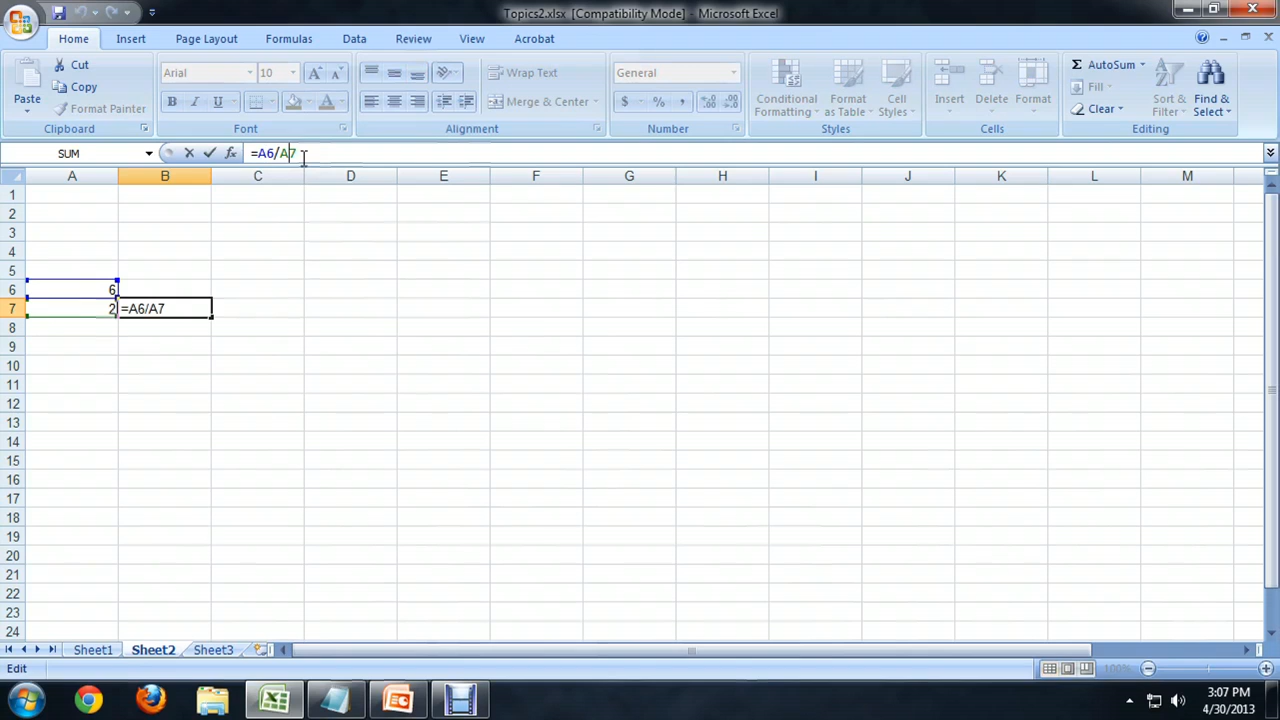 Topics2.xlsx [Compatibility Mode] - Microsoft Excel
Home Insert Page Layout Formulas Data Review View Acrobat
Paste
Cut
Copy
Format Painter
Clipboard
Arial 10
B I U
Font
Wrap Text
Merge & Center
Alignment
General
$ % ,
Number
Conditional Formatting
Format as Table
Cell Styles
Styles
Insert Delete Format
Cells
Σ AutoSum
Fill
Clear
Sort & Filter
Find & Select
Editing
SUM fx =A6/A7
A B C D E F G H I J K L M
1
2
3
4
5
6 6
7 2 =A6/A7
8
9
10
11
12
13
14
15
16
17
18
19
20
21
22
23
24
Sheet1 Sheet2 Sheet3
Edit 100%
3:07 PM
4/30/2013